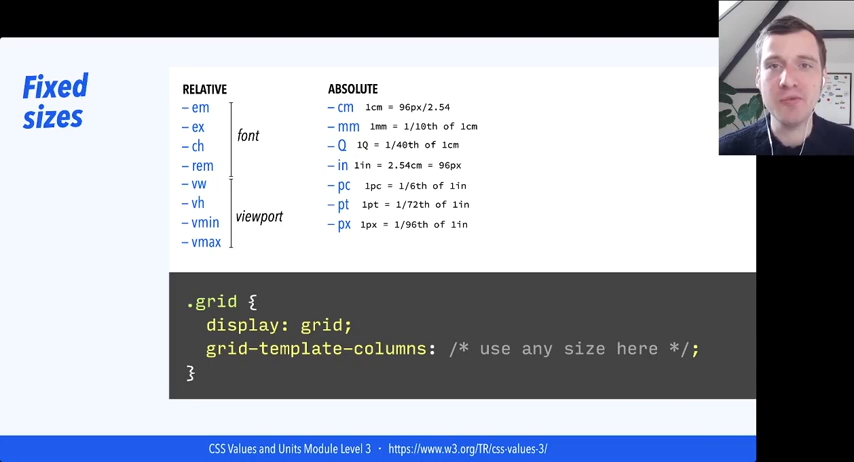 Fixed
sizes
RELATIVE
– em
– ex
– ch
– rem
font
– vw
– vh
– vmin
– vmax
viewport
ABSOLUTE
– cm 1cm = 96px/2.54
– mm 1mm = 1/10th of 1cm
– Q 1Q = 1/40th of 1cm
– in 1in = 2.54cm = 96px
– pc 1pc = 1/6th of 1in
– pt 1pt = 1/72th of 1in
– px 1px = 1/96th of 1in
.grid {
display: grid;
grid-template-columns: /* use any size here */;
}
CSS Values and Units Module Level 3 · https://www.w3.org/TR/css-values-3/